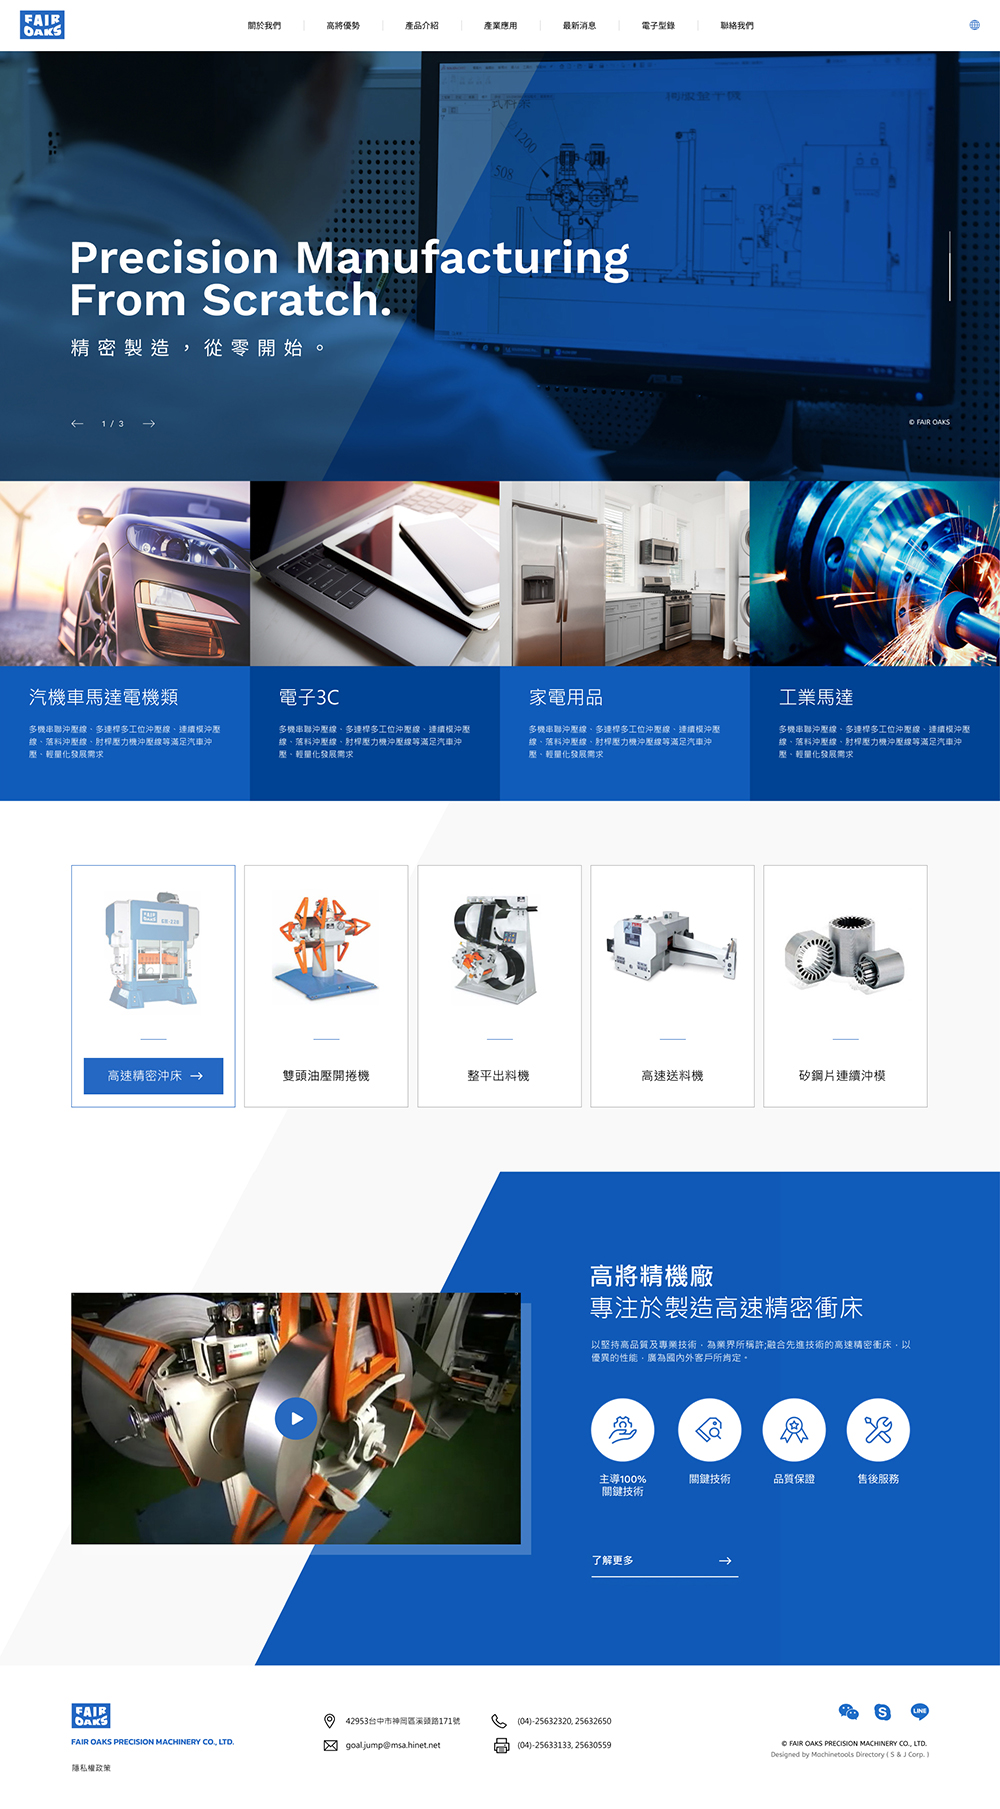 FAIR
OAKS
關於我們
高將優勢
產品介紹
產業應用
最新消息
電子型錄
聯絡我們
1200
508
Precision Manufacturing
From Scratch.
精密製造，從零開始。
1 / 3
© FAIR OAKS
汽機車馬達電機類
多機串聯沖壓線、多連桿多工位沖壓線、連續模沖壓
線、落料沖壓線、肘桿壓力機沖壓線等滿足汽車沖
壓、輕量化發展需求
電子3C
多機串聯沖壓線、多連桿多工位沖壓線、連續模沖壓
線、落料沖壓線、肘桿壓力機沖壓線等滿足汽車沖
壓、輕量化發展需求
家電用品
多機串聯沖壓線、多連桿多工位沖壓線、連續模沖壓
線、落料沖壓線、肘桿壓力機沖壓線等滿足汽車沖
壓、輕量化發展需求
工業馬達
多機串聯沖壓線、多連桿多工位沖壓線、連續模沖壓
線、落料沖壓線、肘桿壓力機沖壓線等滿足汽車沖
壓、輕量化發展需求
FAIR
OAKS
高速精密沖床
雙頭油壓開捲機
整平出料機
高速送料機
矽鋼片連續沖模
高將精機廠
專注於製造高速精密衝床
以堅持高品質及專業技術，為業界所稱許;融合先進技術的高速精密衝床，以
優異的性能，廣為國內外客戶所肯定。
主導100%
關鍵技術
關鍵技術
品質保證
售後服務
了解更多
FAIR
OAKS
FAIR OAKS PRECISION MACHINERY CO., LTD.
隱私權政策
42953台中市神岡區溪頭路171號
goal.jump@msa.hinet.net
(04)-25632320, 25632650
(04)-25633133, 25630559
LINE
© FAIR OAKS PRECISION MACHINERY CO., LTD.
Designed by Mochinetools Directory ( S & J Corp. )